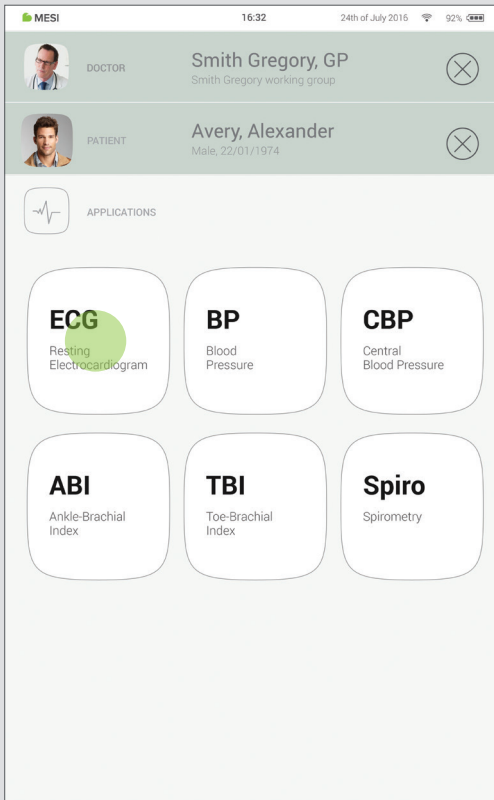 MESI 16:32 24th of July 2016 92%
DOCTOR Smith Gregory, GP
Smith Gregory working group
PATIENT Avery, Alexander
Male, 22/01/1974
APPLICATIONS
ECG
Resting
Electrocardiogram
BP
Blood
Pressure
CBP
Central
Blood Pressure
ABI
Ankle-Brachial
Index
TBI
Toe-Brachial
Index
Spiro
Spirometry